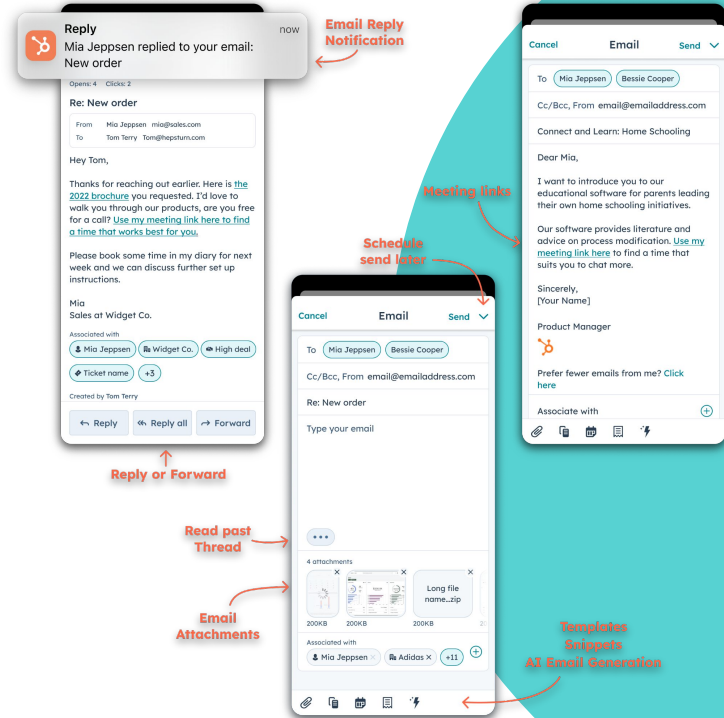 Reply
now
Mia Jeppsen replied to your email:
New order
Email Reply
Notification
Opens: 4 Clicks: 2
Re: New order
From Mia Jeppsen mia@sales.com
To Tom Terry Tom@hepsturn.com
Hey Tom,
Thanks for reaching out earlier. Here is the
2022 brochure you requested. I'd love to
walk you through our products, are you free
for a call? Use my meeting link here to find
a time that works best for you.
Please book some time in my diary for next
week and we can discuss further set up
instructions.
Mia
Sales at Widget Co.
Associated with
Mia Jeppsen Widget Co. High deal
Ticket name +3
Created by Tom Terry
Reply Reply all Forward
Reply or Forward
Cancel Email Send
To Mia Jeppsen Bessie Cooper
Cc/Bcc, From email@emailaddress.com
Connect and Learn: Home Schooling
Dear Mia,
I want to introduce you to our
educational software for parents leading
their own home schooling initiatives.
Our software provides literature and
advice on process modification. Use my
meeting link here to find a time that
suits you to chat more.
Sincerely,
[Your Name]
Product Manager
Prefer fewer emails from me? Click
here
Associate with
Meeting links
Schedule
send later
Cancel Email Send
To Mia Jeppsen Bessie Cooper
Cc/Bcc, From email@emailaddress.com
Re: New order
Type your email
Read past
Thread
4 attachments
Long file
name...zip
200KB 200KB 200KB
Email
Attachments
Associated with
Mia Jeppsen × Adidas × +11
Templates
Snippets
AI Email Generation